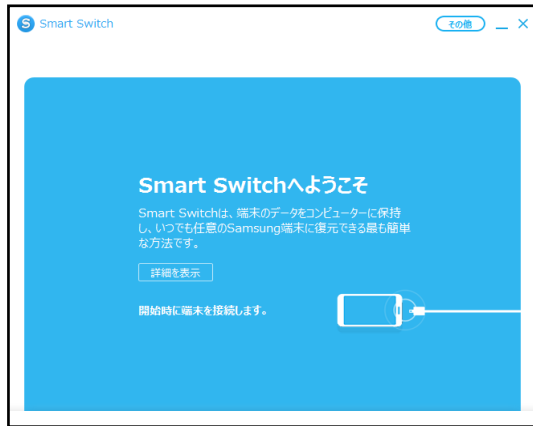 S Smart Switch
その他
Smart Switchへようこそ
Smart Switchは、端末のデータをコンピューターに保持
し、いつでも任意のSamsung端末に復元できる最も簡単
な方法です。
詳細を表示
開始時に端末を接続します。